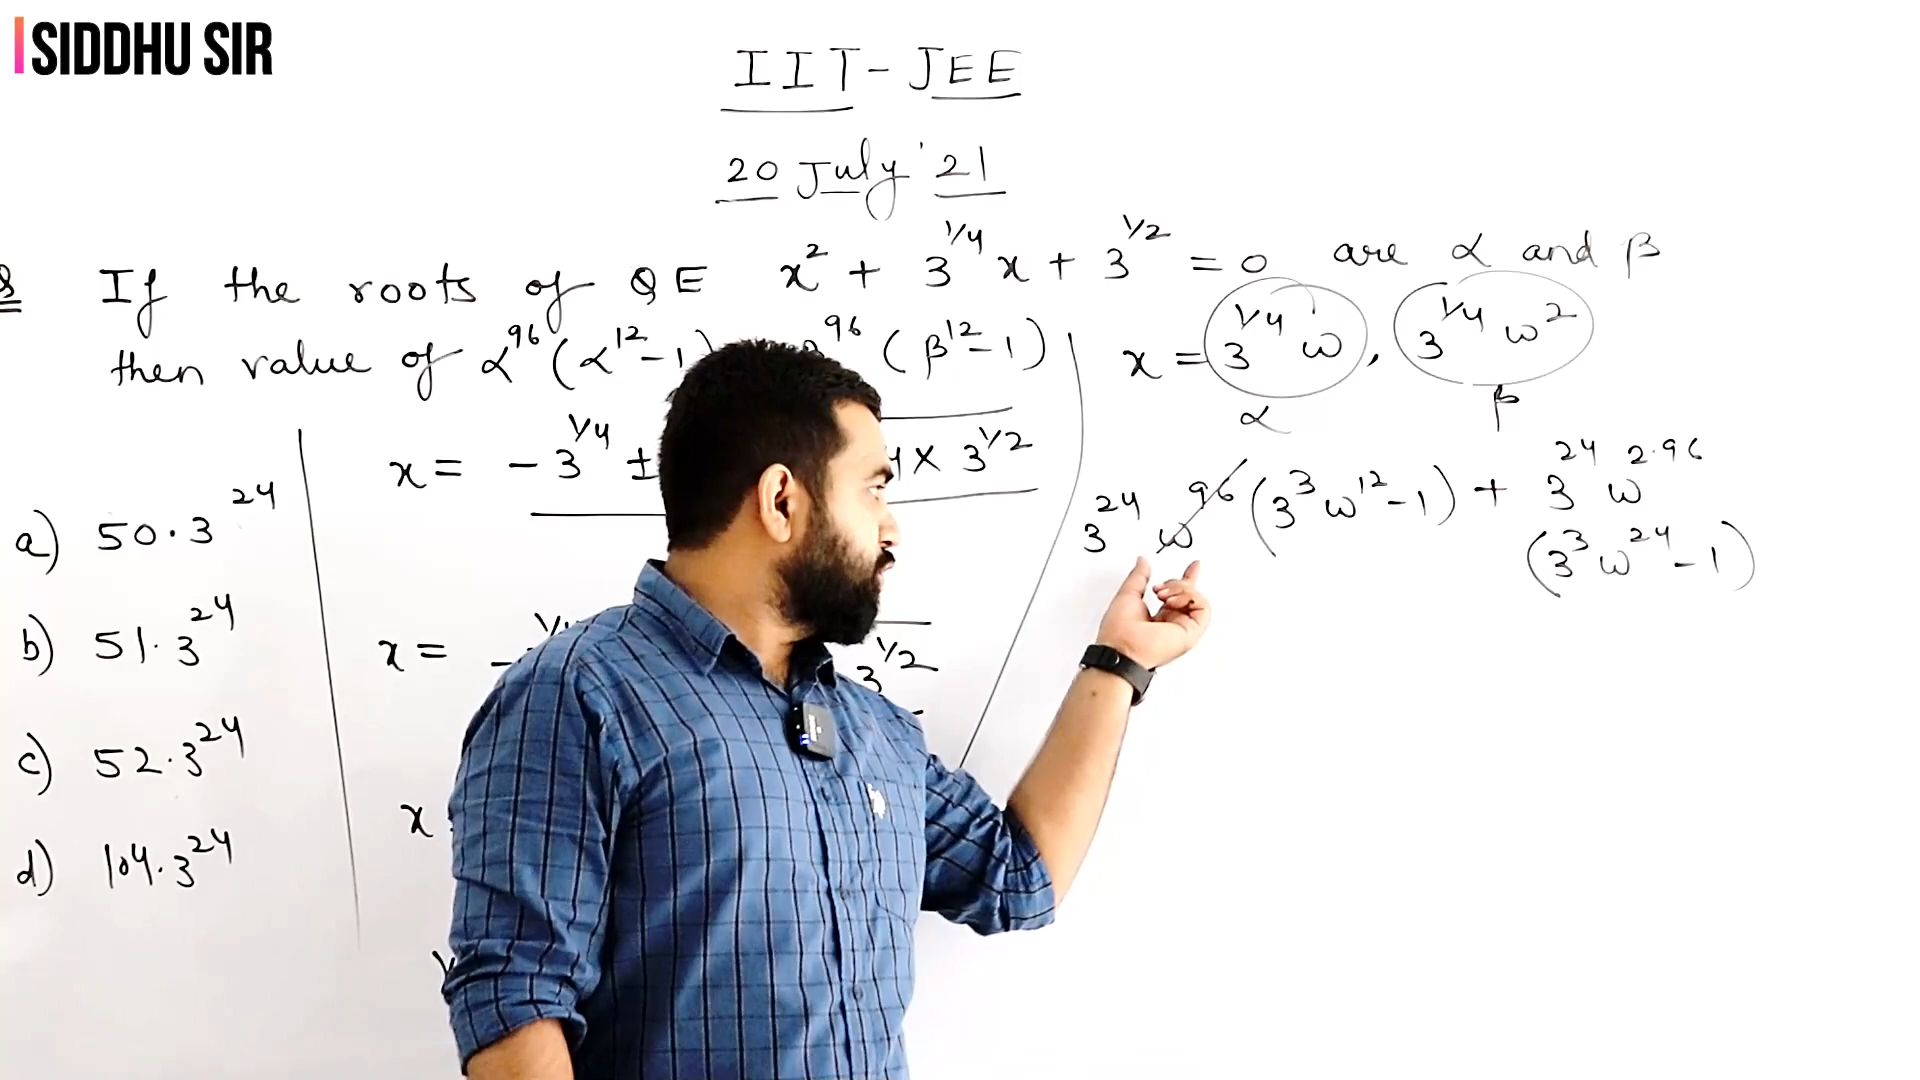 SIDDHU SIR
IIT-JEE
20 July '21
If the roots of QE x² + 3^{1/4} x + 3^{1/2} = 0 are α and β
then value of α^{96} (α^{12} - 1) ^{96} (β^{12} - 1)
a) 50·3^{24}
b) 51·3^{24}
c) 52·3^{24}
d) 104·3^{24}
x = -3^{1/4} ± 4 × 3^{1/2}
x = - 3^{1/2}
x
x = 3^{1/4} ω, 3^{1/4} ω²
α β
3^{24} ω^{96} (3³ ω^{12} - 1) + 3^{24} ω^{2·96}
(3³ ω^{24} - 1)